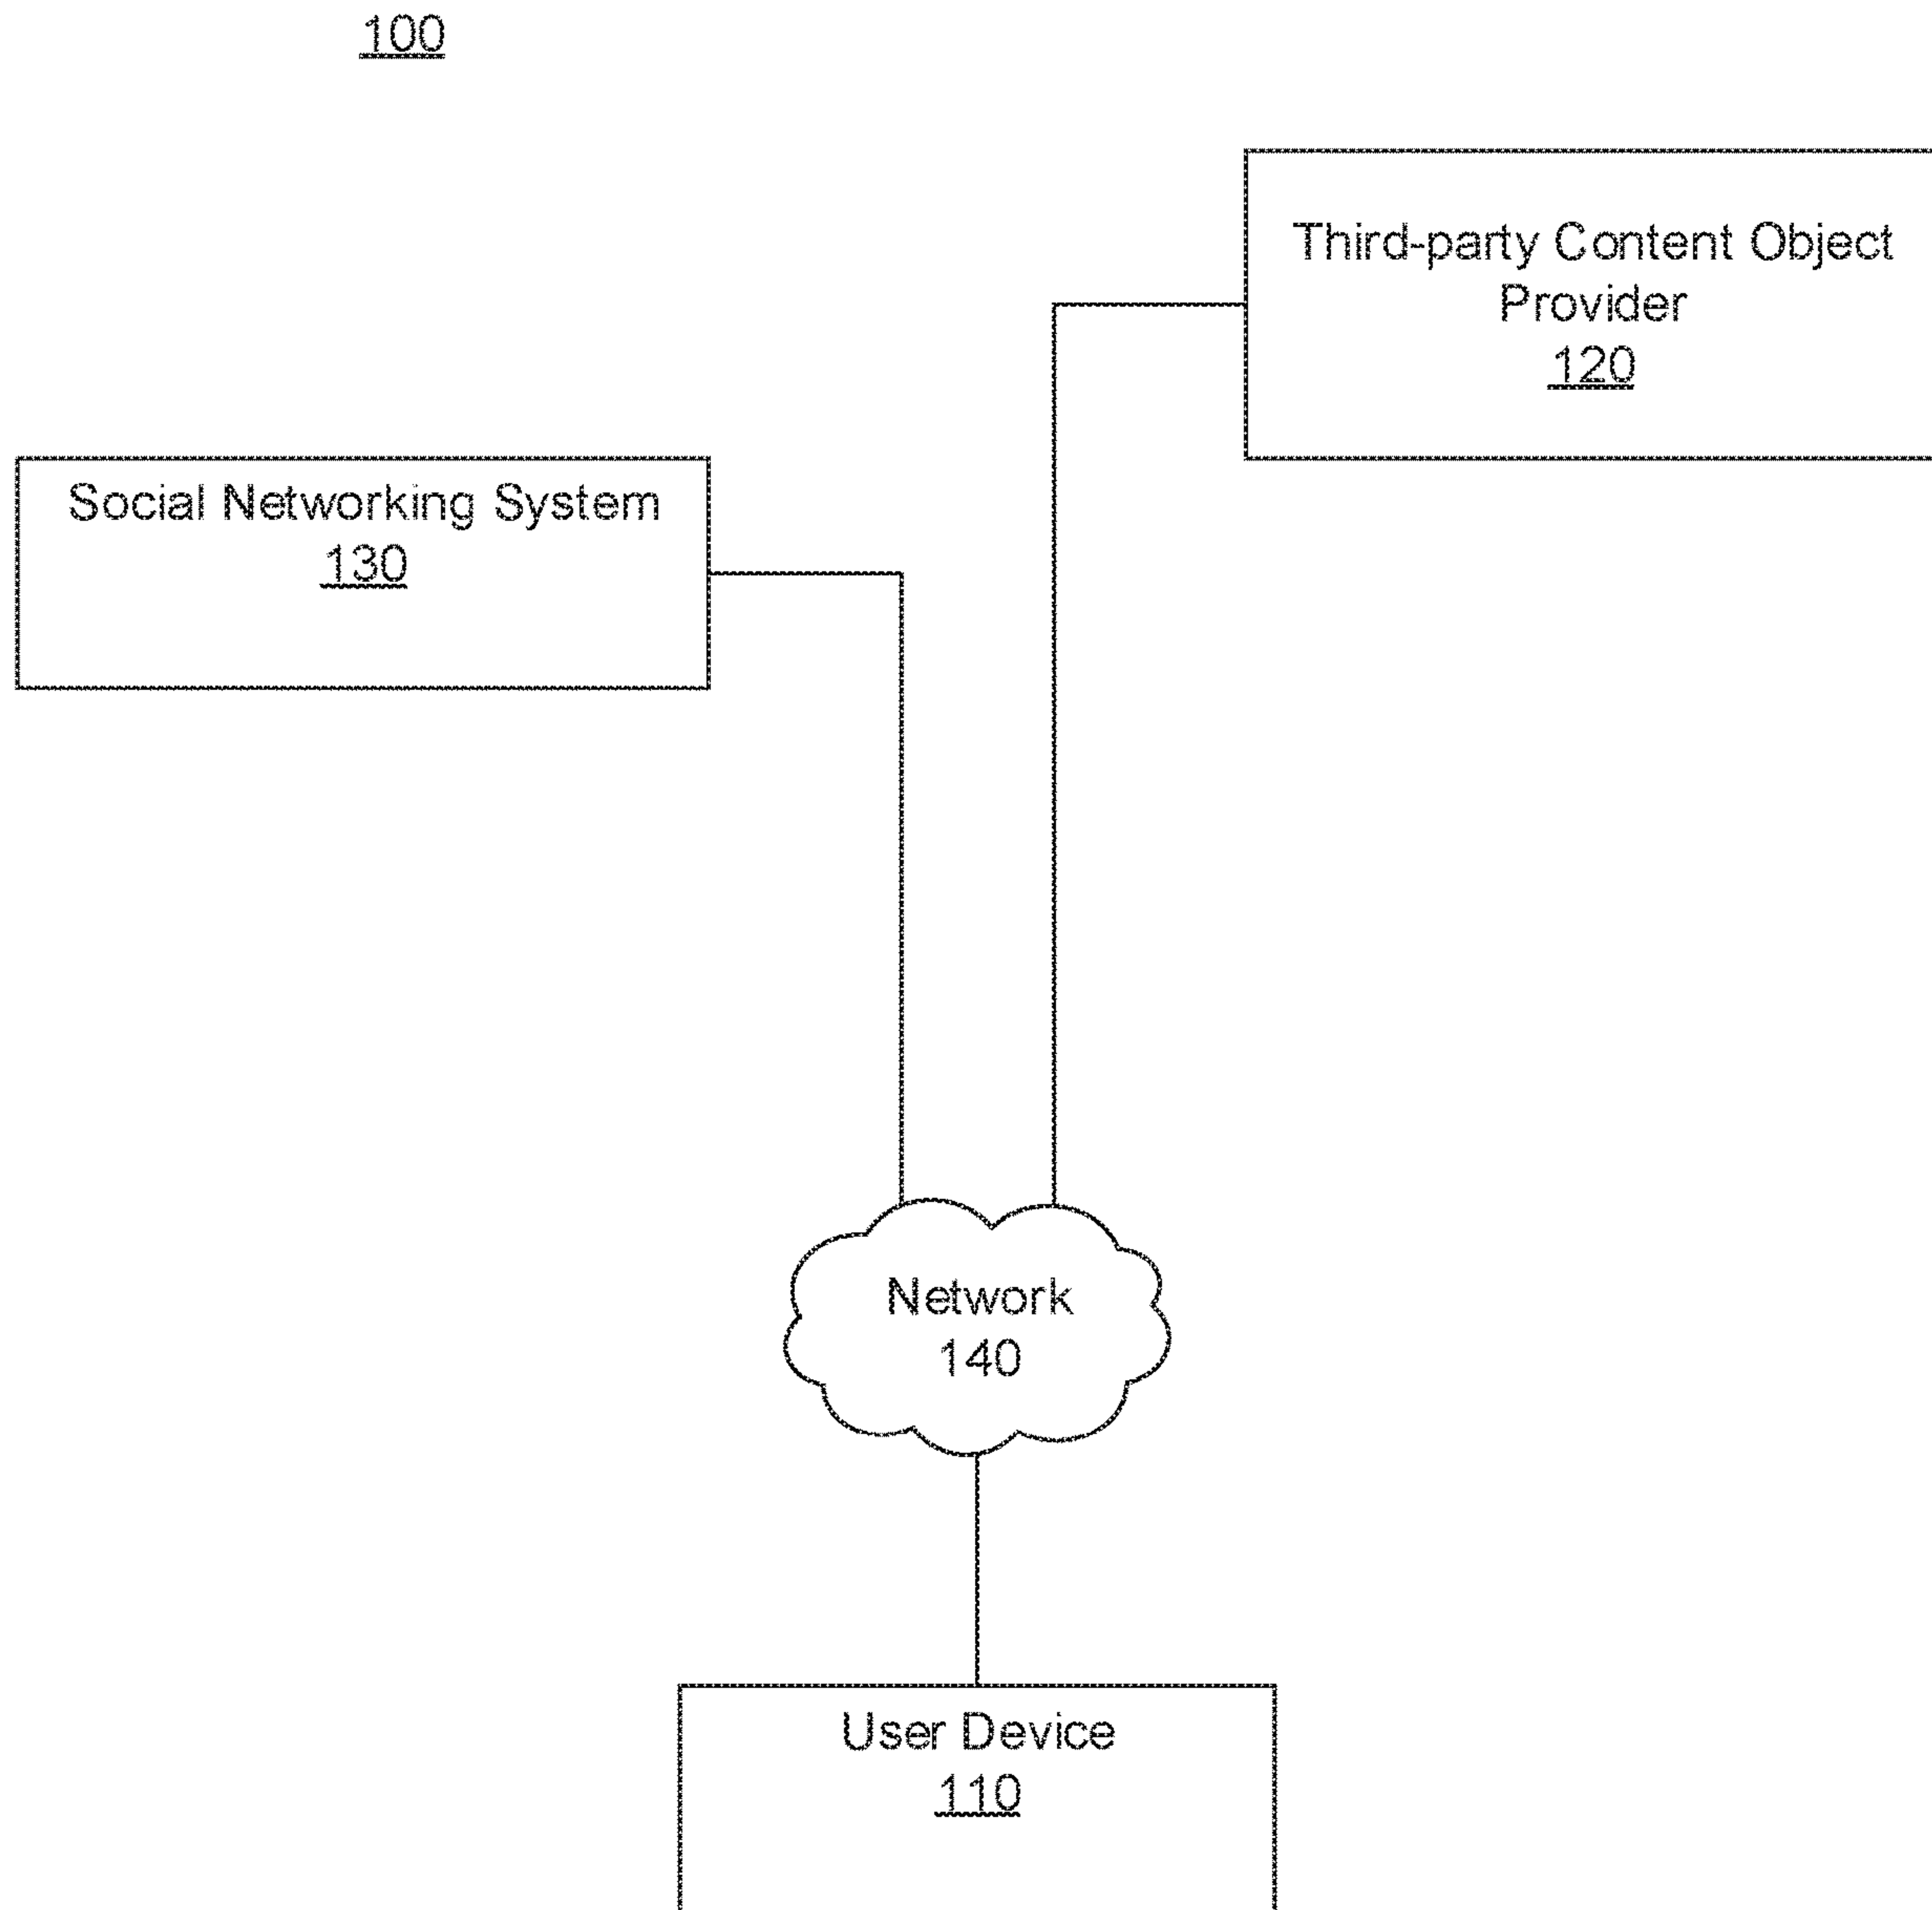 100
Third-party Content Object
Provider
120
Social Networking System
130
Network
140
User Device
110